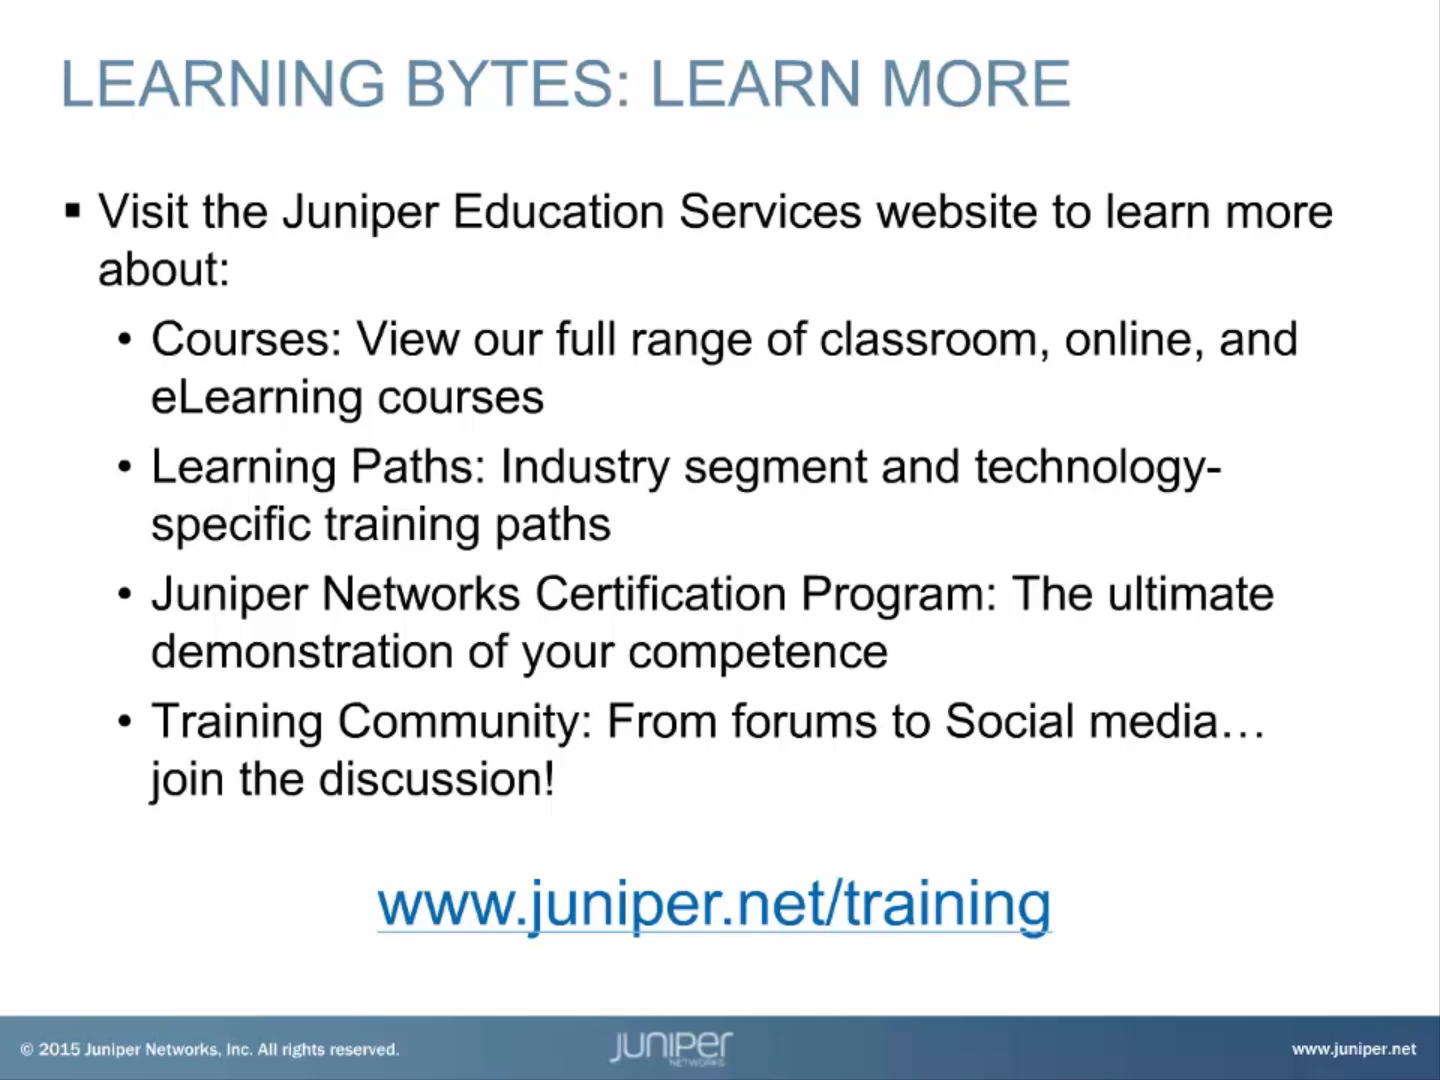 LEARNING BYTES: LEARN MORE
▪ Visit the Juniper Education Services website to learn more
about:
• Courses: View our full range of classroom, online, and
eLearning courses
• Learning Paths: Industry segment and technology-
specific training paths
• Juniper Networks Certification Program: The ultimate
demonstration of your competence
• Training Community: From forums to Social media…
join the discussion!
www.juniper.net/training
© 2015 Juniper Networks, Inc. All rights reserved.
JUNIPER
NETWORKS
www.juniper.net